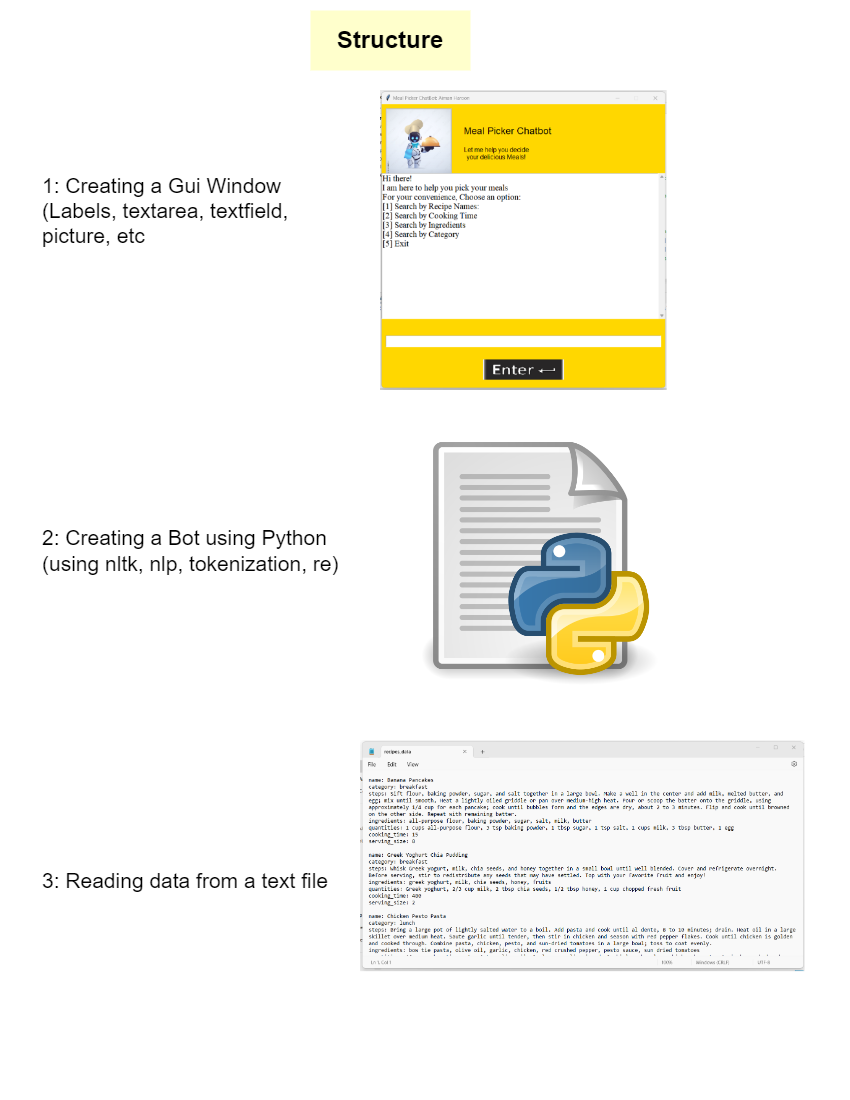 Structure
Meal Picker ChatBot
Meal Picker Chatbot
Let me help you decide
your delicious Meals!
1: Creating a Gui Window
(Labels, textarea, textfield,
picture, etc
Hi there!
I am here to help you pick your meals
For your convenience, Choose an option:
[1] Search by Recipe Names:
[2] Search by Cooking Time
[3] Search by Ingredients
[4] Search by Category
[5] Exit
Enter
2: Creating a Bot using Python
(using nltk, nlp, tokenization, re)
3: Reading data from a text file
recipes.data
File Edit View
name: Banana Pancakes
category: breakfast
steps: Sift flour, baking powder, sugar, and salt together in a large bowl. Make a well in the center and add milk, melted butter, and
egg; mix until smooth. Heat a lightly oiled griddle or pan over medium-high heat. Pour or scoop the batter onto the griddle, using
approximately 1/4 cup for each pancake; cook until bubbles form and the edges are dry, about 2 to 3 minutes. Flip and cook until browned
on the other side. Repeat with remaining batter.
ingredients: all-purpose flour, baking powder, sugar, salt, milk, butter
quantities: 1 cups all-purpose flour, 3 tsp baking powder, 1 tbsp sugar, 1 tsp salt, 1 cups milk, 3 tbsp butter, 1 egg
cooking_time: 15
serving_size: 8
name: Greek Yoghurt Chia Pudding
category: breakfast
steps: Whisk Greek yogurt, milk, chia seeds, and honey together in a small bowl until well blended. Cover and refrigerate overnight.
Before serving, stir to redistribute any seeds that may have settled. Top with your favorite fruit and enjoy!
ingredients: greek yoghurt, milk, chia seeds, honey, fruits
quantities: Greek yoghurt, 2/3 cup milk, 2 tbsp chia seeds, 1/2 tbsp honey, 1 cup chopped fresh fruit
cooking_time: 480
serving_size: 2
name: Chicken Pesto Pasta
category: lunch
steps: Bring a large pot of lightly salted water to a boil. Add pasta and cook until al dente, 8 to 10 minutes; drain. Heat oil in a large
skillet over medium heat. Saute garlic until tender, then stir in chicken and season with red pepper flakes. Cook until chicken is golden
and cooked through. Combine pasta, chicken, pesto, and sun-dried tomatoes in a large bowl; toss to coat evenly.
ingredients: bow tie pasta, olive oil, garlic, chicken, red crushed pepper, pesto sauce, sun dried tomatoes
Ln 1, Col 1 100% Windows (CRLF) UTF-8